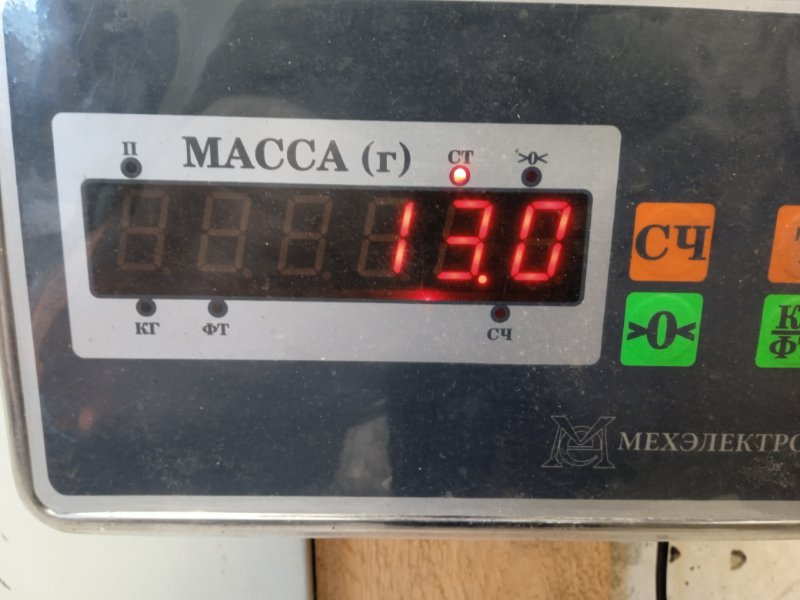 П МАССА (г) СТ >0<
13.0
КГ ФТ СЧ
СЧ
>0<
К
МЕХЭЛЕКТРО